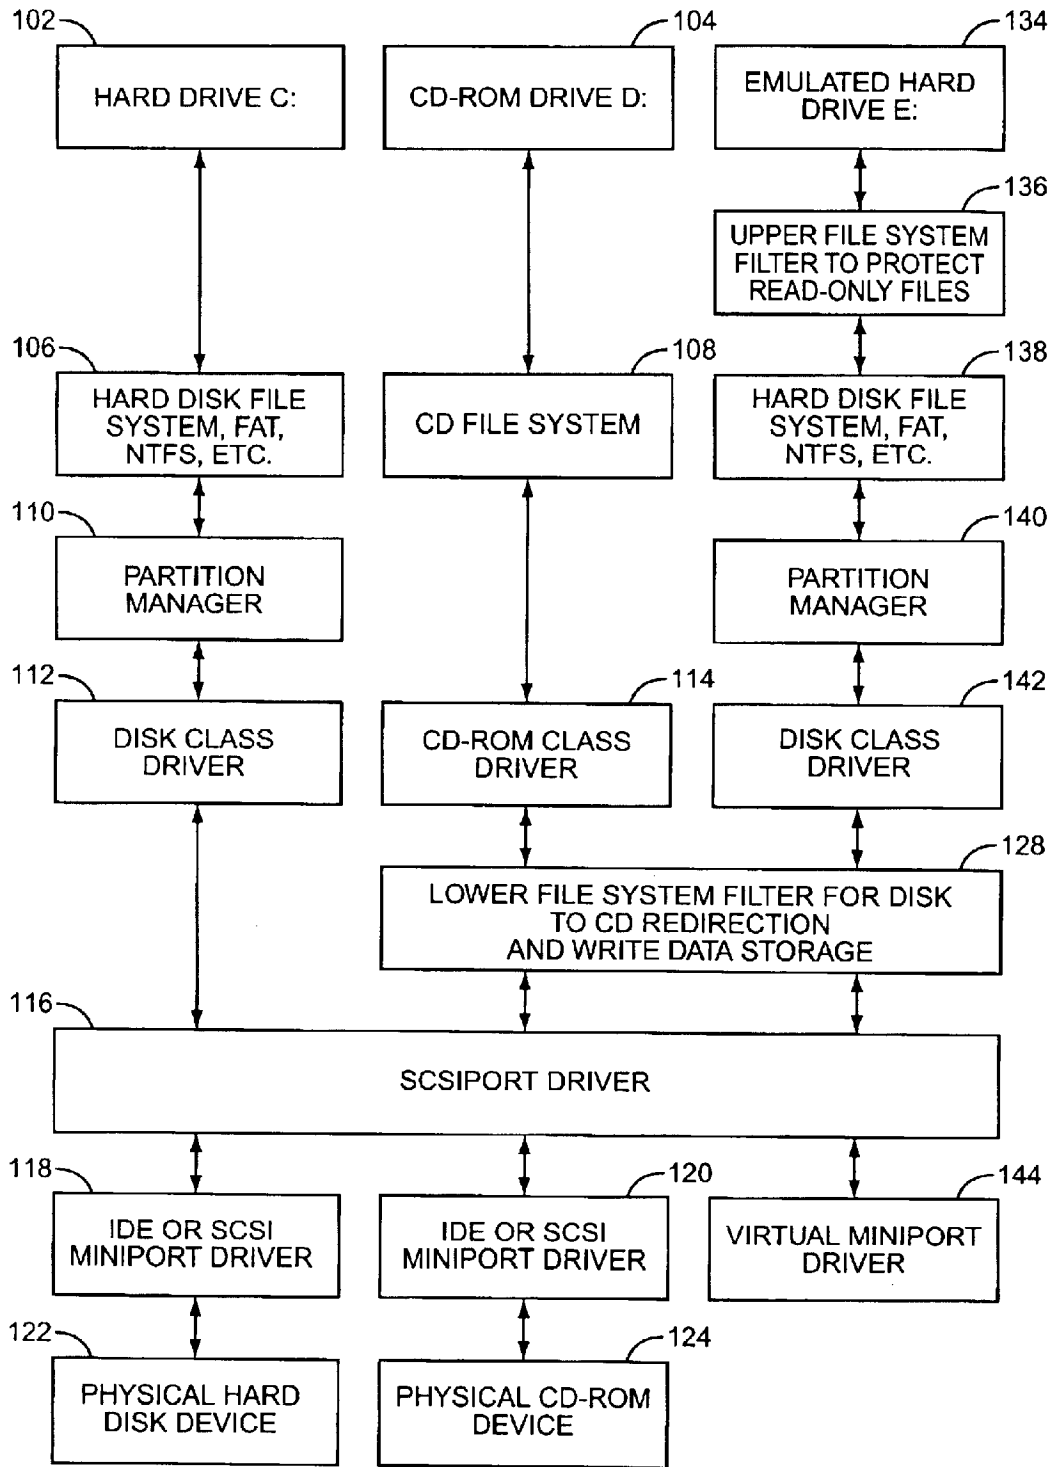 102
104
134
HARD DRIVE C:
CD-ROM DRIVE D:
EMULATED HARD
DRIVE E:
136
UPPER FILE SYSTEM
FILTER TO PROTECT
READ-ONLY FILES
106
108
138
HARD DISK FILE
SYSTEM, FAT,
NTFS, ETC.
CD FILE SYSTEM
HARD DISK FILE
SYSTEM, FAT,
NTFS, ETC.
110
140
PARTITION
MANAGER
PARTITION
MANAGER
112
114
142
DISK CLASS
DRIVER
CD-ROM CLASS
DRIVER
DISK CLASS
DRIVER
128
LOWER FILE SYSTEM FILTER FOR DISK
TO CD REDIRECTION
AND WRITE DATA STORAGE
116
SCSIPORT DRIVER
118
120
144
IDE OR SCSI
MINIPORT DRIVER
IDE OR SCSI
MINIPORT DRIVER
VIRTUAL MINIPORT
DRIVER
122
124
PHYSICAL HARD
DISK DEVICE
PHYSICAL CD-ROM
DEVICE